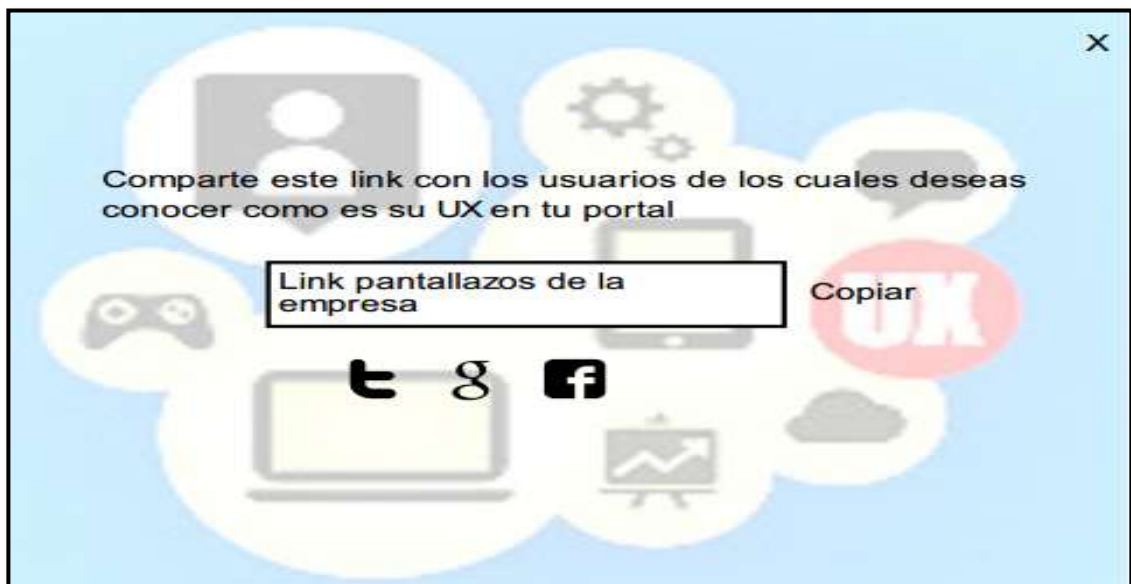 X
Comparte este link con los usuarios de los cuales deseas
conocer como es su UX en tu portal
Link pantallazos de la
empresa
Copiar
UX
t g f